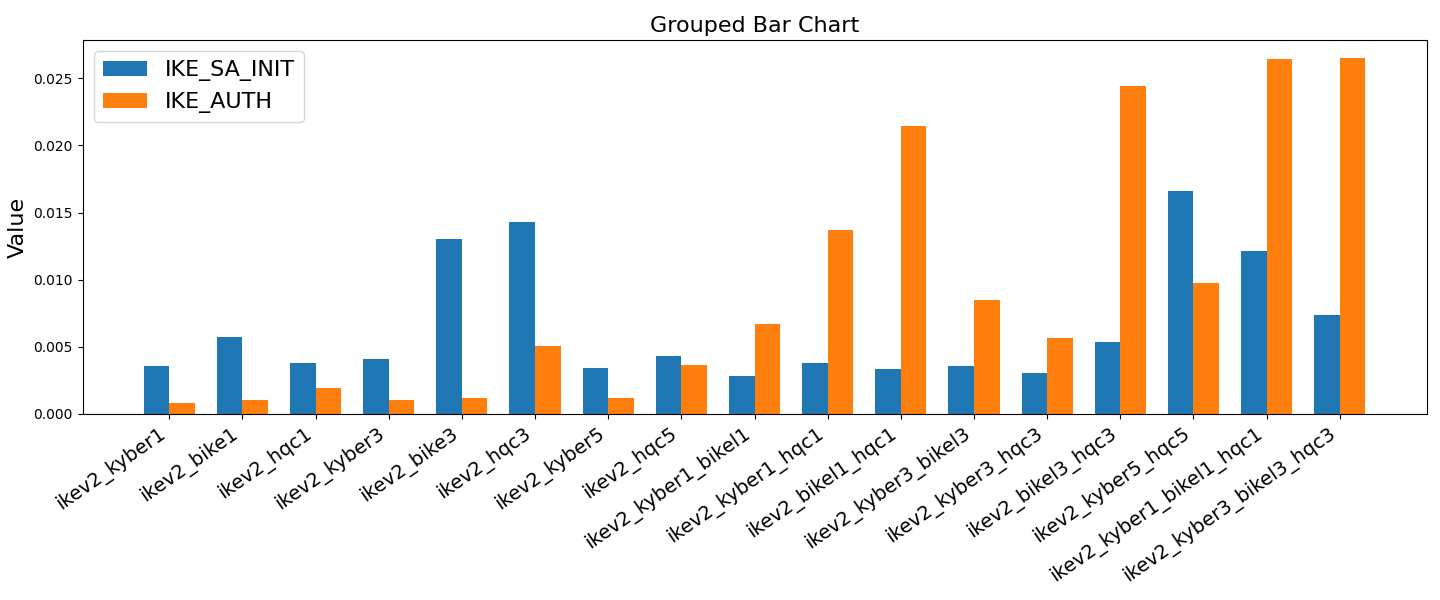 Grouped Bar Chart
IKE_SA_INIT
IKE_AUTH
Value
0.025
0.020
0.015
0.010
0.005
0.000
ikev2_kyber1
ikev2_bike1
ikev2_hqc1
ikev2_kyber3
ikev2_bike3
ikev2_hqc3
ikev2_kyber5
ikev2_hqc5
ikev2_kyber1_bikel1
ikev2_kyber1_hqc1
ikev2_bikel1_hqc1
ikev2_kyber3_bikel3
ikev2_kyber3_hqc3
ikev2_bikel3_hqc3
ikev2_kyber5_hqc5
ikev2_kyber1_bikel1_hqc1
ikev2_kyber3_bikel3_hqc3